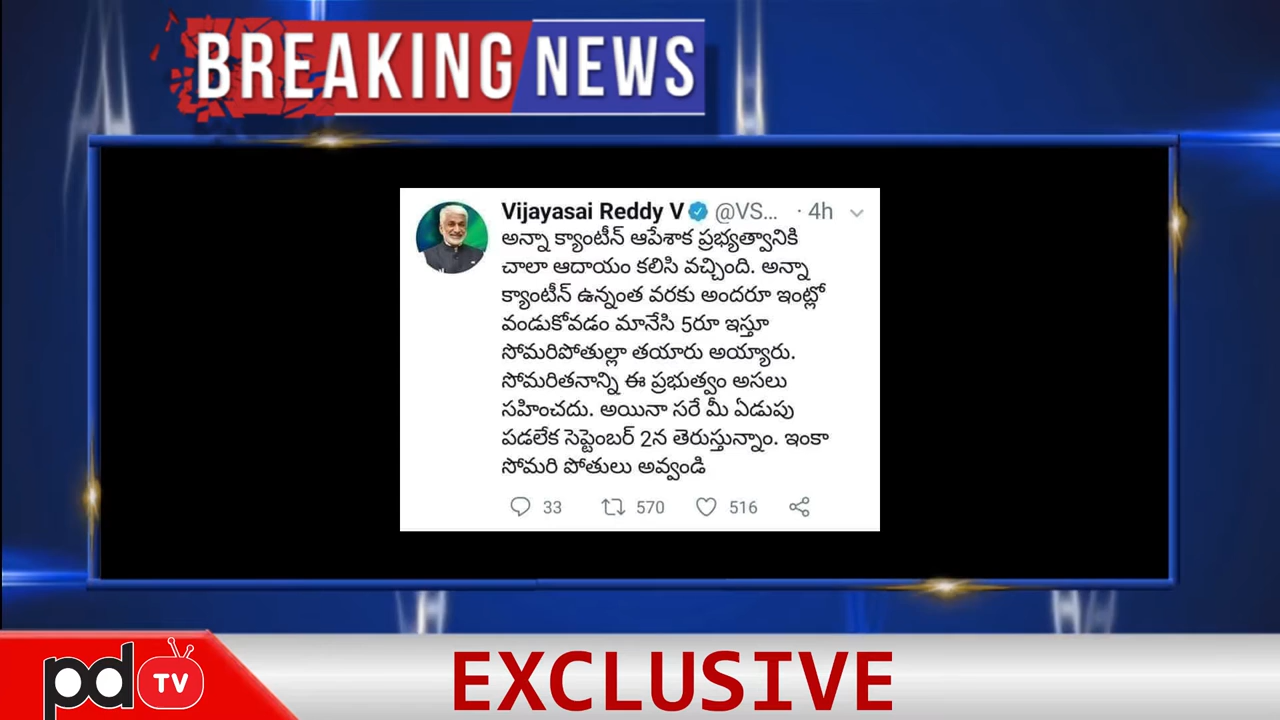 BREAKING NEWS
Vijayasai Reddy V @VS... · 4h
అన్నా క్యాంటీన్ ఆపేశాక ప్రభ్యత్వానికి
చాలా ఆదాయం కలిసి వచ్చింది. అన్నా
క్యాంటీన్ ఉన్నంత వరకు అందరూ ఇంట్లో
వండుకోవడం మానేసి 5రూ ఇస్తూ
సోమరిపోతుల్లా తయారు అయ్యారు.
సోమరితనాన్ని ఈ ప్రభుత్వం అసలు
సహించదు. అయినా సరే మీ ఏడుపు
పడలేక సెప్టెంబర్ 2న తెరుస్తున్నాం. ఇంకా
సోమరి పోతులు అవ్వండి
33 570 516
pd TV
EXCLUSIVE